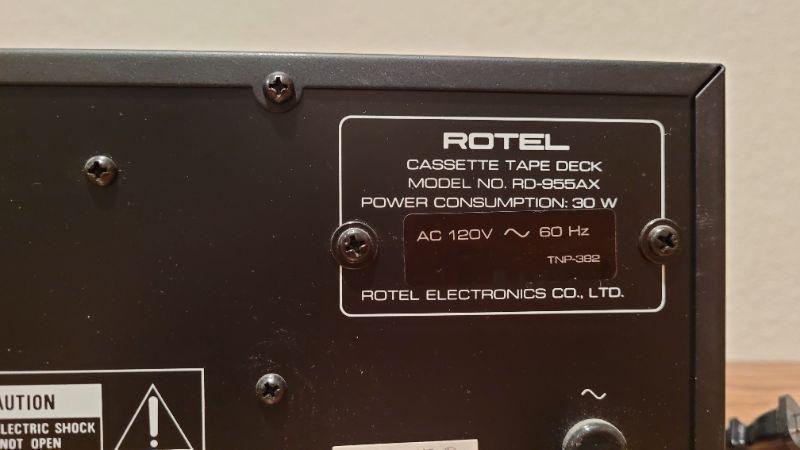 ROTEL
CASSETTE TAPE DECK
MODEL NO. RD-955AX
POWER CONSUMPTION: 30 W
AC 120V ~ 60 Hz
TNP-382
ROTEL ELECTRONICS CO., LTD.
~
AUTION
LECTRIC SHOCK
NOT OPEN